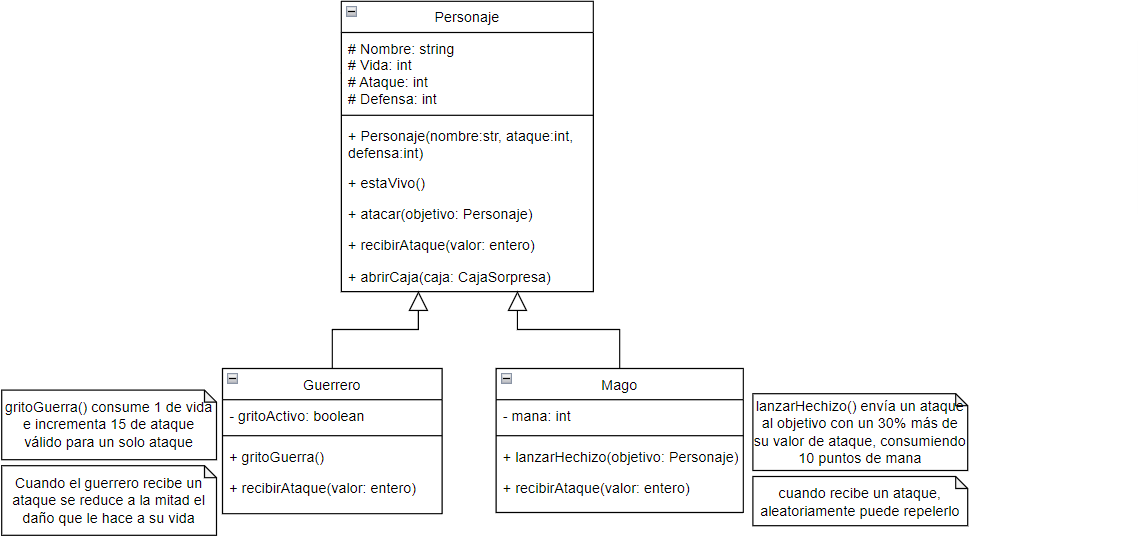 Personaje
# Nombre: string
# Vida: int
# Ataque: int
# Defensa: int
+ Personaje(nombre:str, ataque:int,
defensa:int)
+ estaVivo()
+ atacar(objetivo: Personaje)
+ recibirAtaque(valor: entero)
+ abrirCaja(caja: CajaSorpresa)
gritoGuerra() consume 1 de vida
e incrementa 15 de ataque
válido para un solo ataque
Cuando el guerrero recibe un
ataque se reduce a la mitad el
daño que le hace a su vida
Guerrero
- gritoActivo: boolean
+ gritoGuerra()
+ recibirAtaque(valor: entero)
Mago
- mana: int
+ lanzarHechizo(objetivo: Personaje)
+ recibirAtaque(valor: entero)
lanzarHechizo() envía un ataque
al objetivo con un 30% más de
su valor de ataque, consumiendo
10 puntos de mana
cuando recibe un ataque,
aleatoriamente puede repelerlo